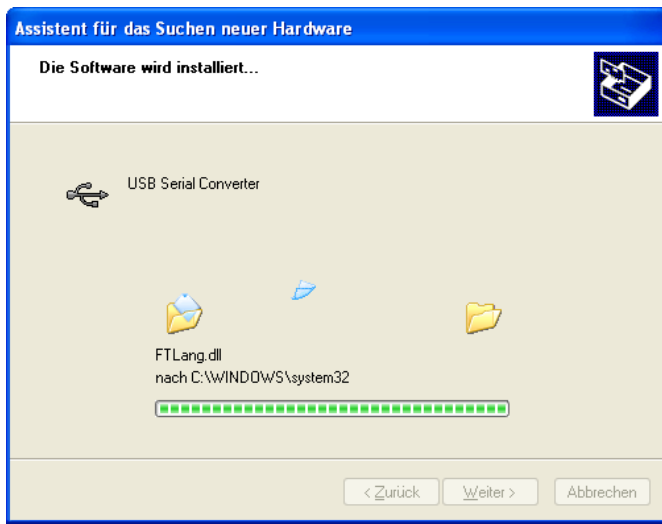 Assistent für das Suchen neuer Hardware
Die Software wird installiert...
USB Serial Converter
FTLang.dll
nach C:\WINDOWS\system32
< Zurück Weiter > Abbrechen